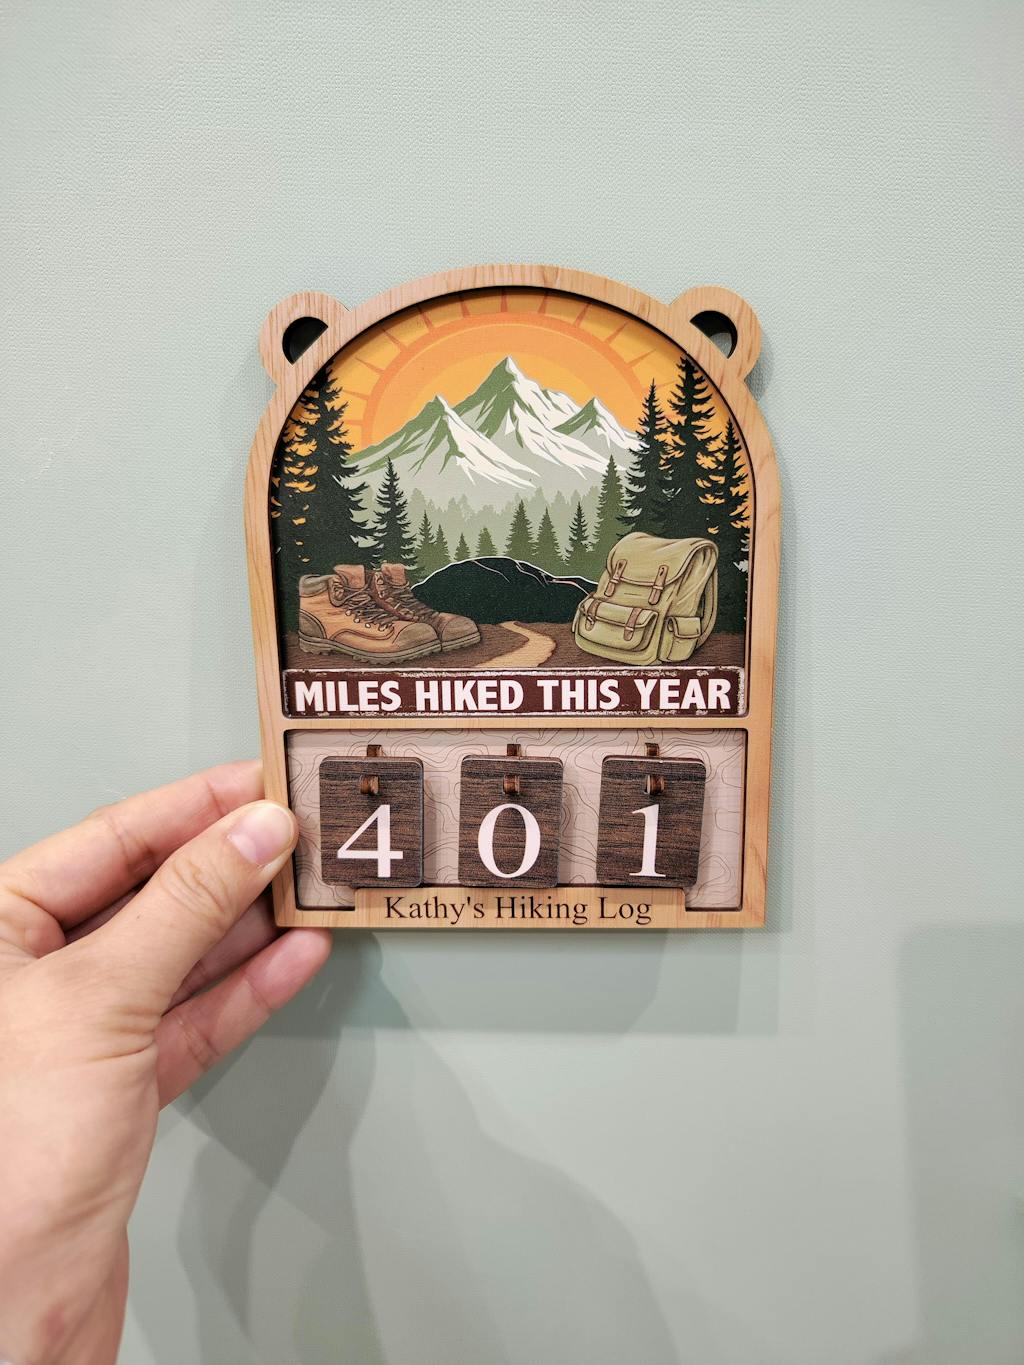 MILES HIKED THIS YEAR
4 0 1
Kathy's Hiking Log